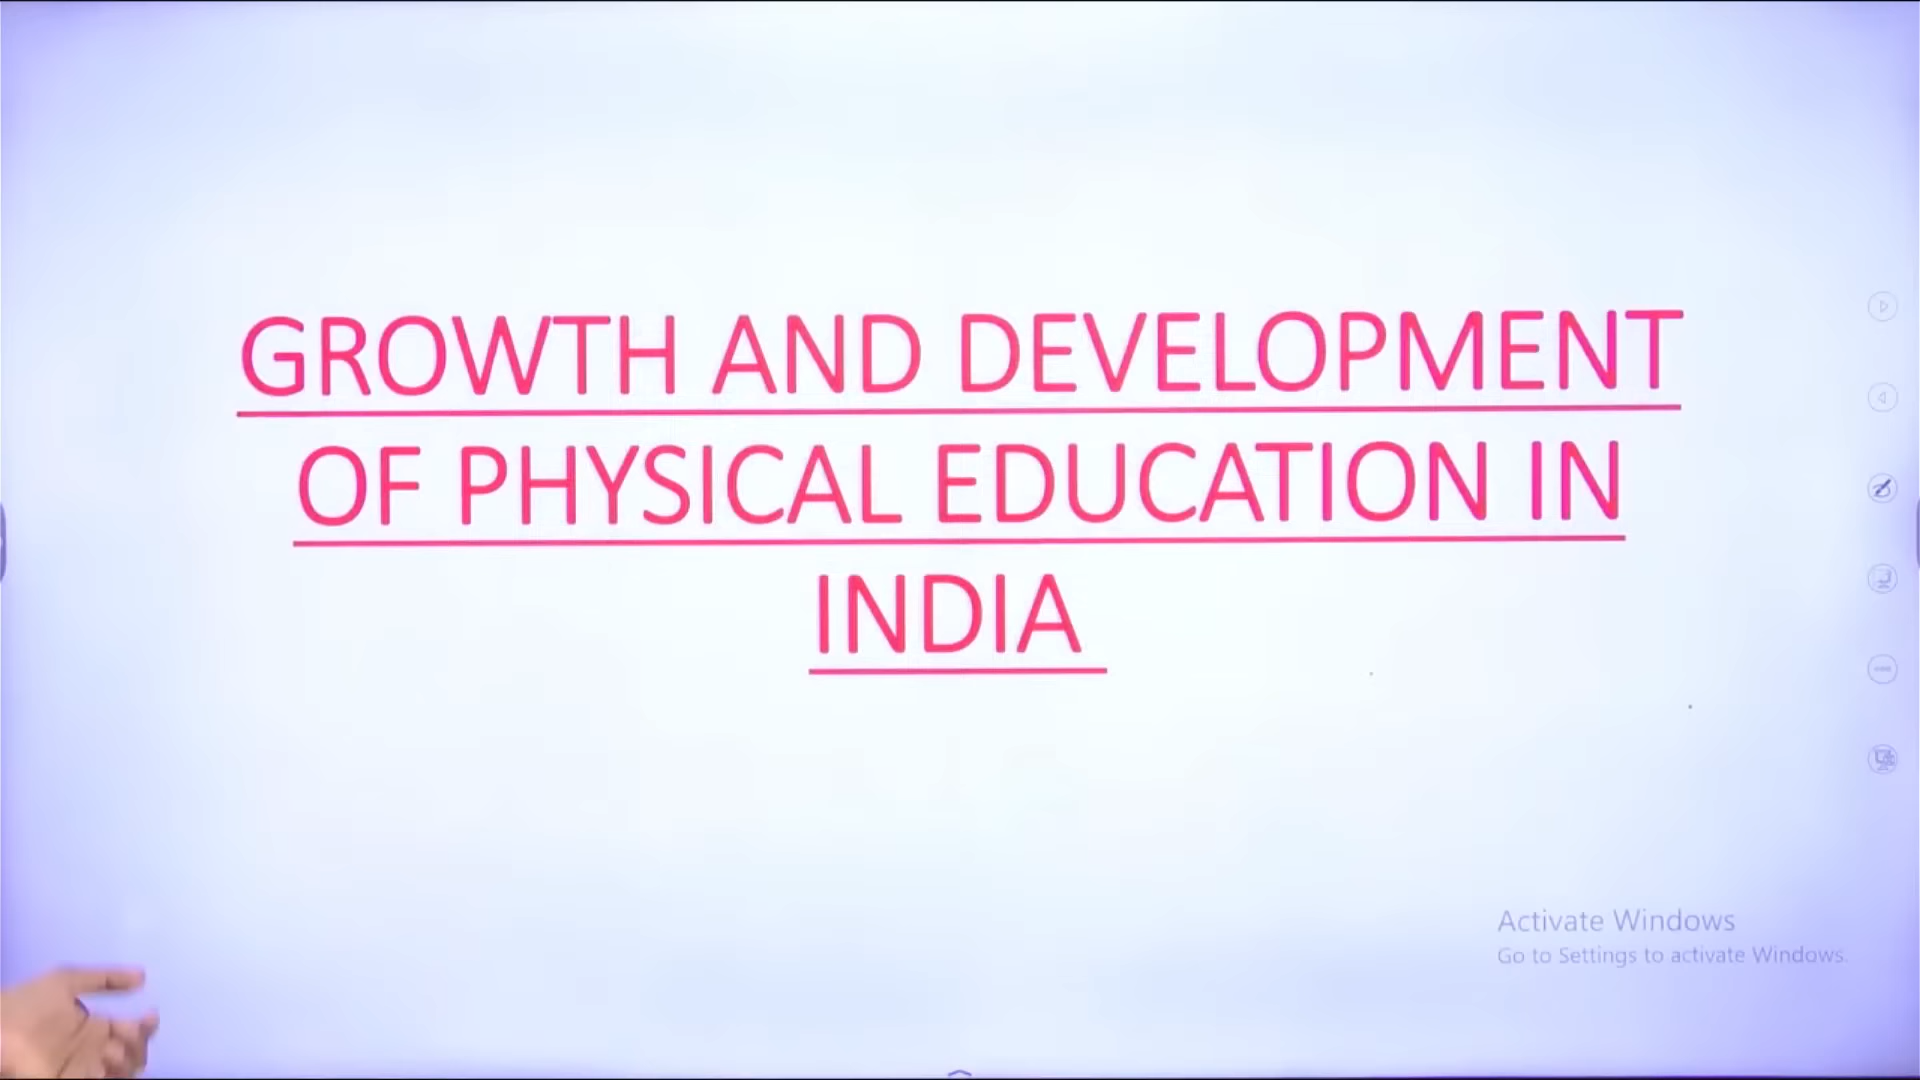 GROWTH AND DEVELOPMENT
OF PHYSICAL EDUCATION IN
INDIA
Activate Windows
Go to Settings to activate Windows.